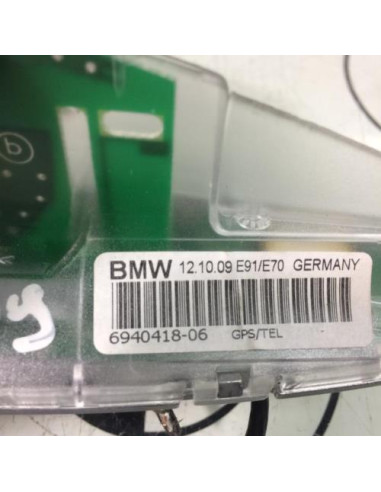 BMW 12.10.09 E91/E70 GERMANY
6940418-06 GPS/TEL